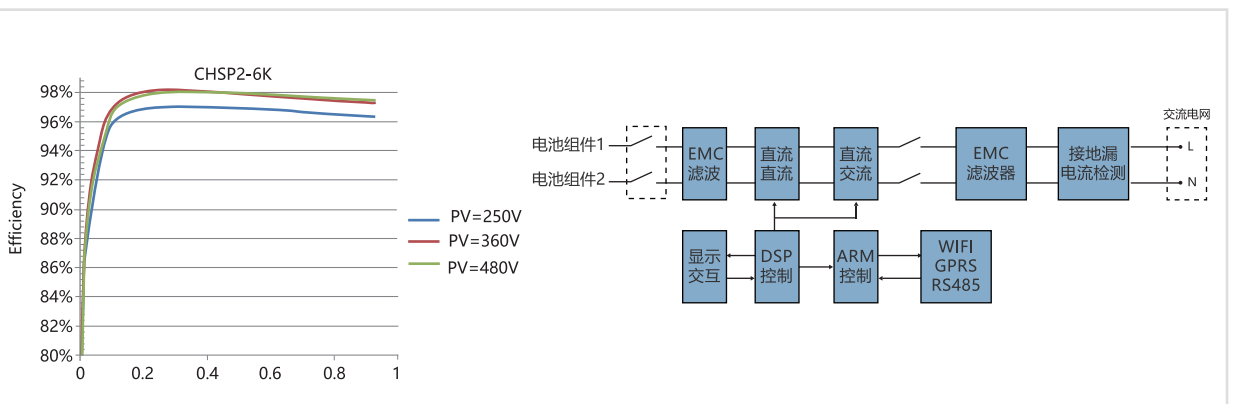 CHSP2-6K
98%
96%
94%
92%
90%
88%
86%
84%
82%
80%
Efficiency
0
0.2
0.4
0.6
0.8
1
PV=250V
PV=360V
PV=480V
电池组件1
电池组件2
EMC
滤波
直流
直流
直流
交流
EMC
滤波器
接地漏
电流检测
交流电网
L
N
显示
交互
DSP
控制
ARM
控制
WIFI
GPRS
RS485